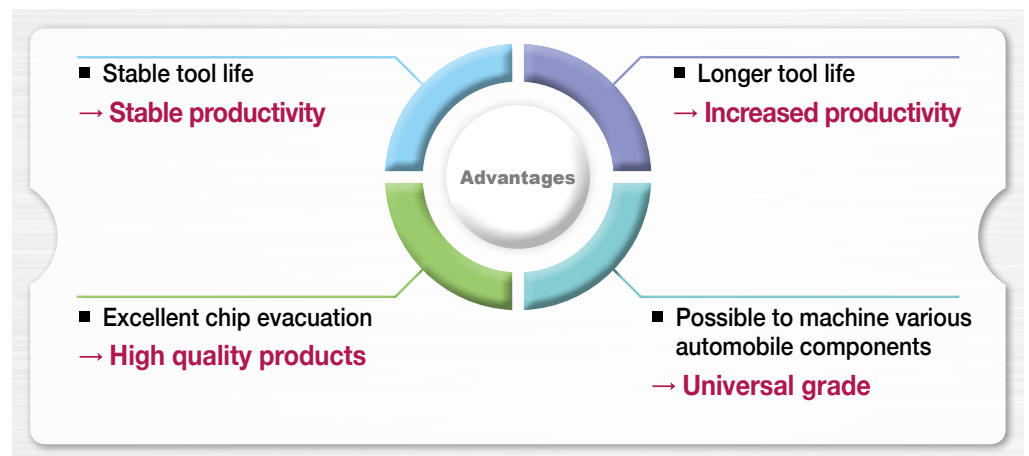 ■ Stable tool life
→ Stable productivity
■ Longer tool life
→ Increased productivity
Advantages
■ Excellent chip evacuation
→ High quality products
■ Possible to machine various
automobile components
→ Universal grade